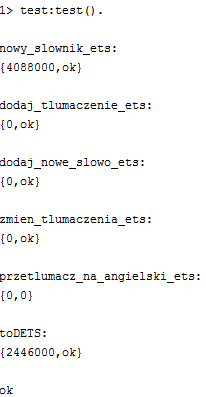 1> test:test().
nowy_slownik_ets:
{4088000,ok}
dodaj_tlumaczenie_ets:
{0,ok}
dodaj_nowe_slowo_ets:
{0,ok}
zmien_tlumaczenia_ets:
{0,ok}
przetlumacz_na_angielski_ets:
{0,0}
toDETS:
{2446000,ok}
ok